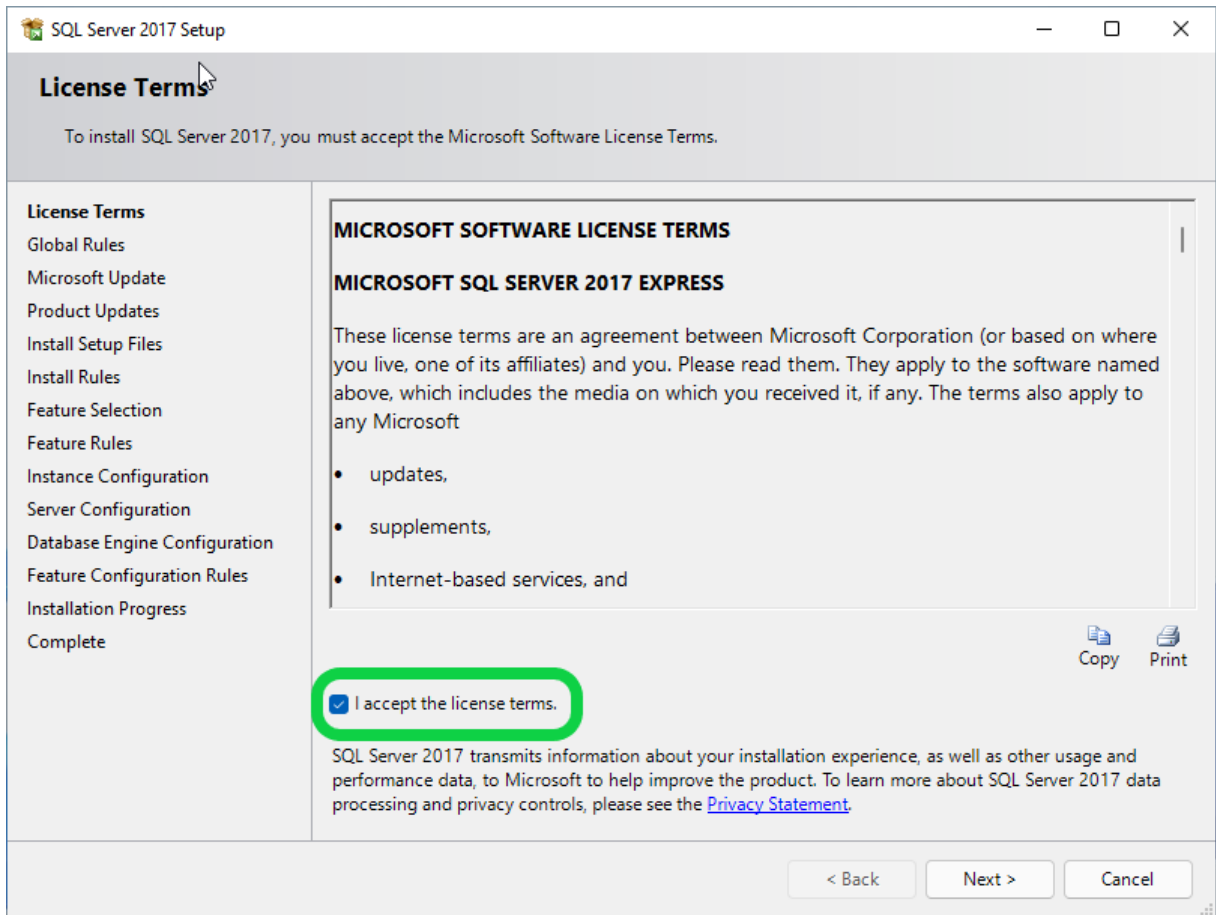 SQL Server 2017 Setup
License Terms
To install SQL Server 2017, you must accept the Microsoft Software License Terms.
License Terms
Global Rules
Microsoft Update
Product Updates
Install Setup Files
Install Rules
Feature Selection
Feature Rules
Instance Configuration
Server Configuration
Database Engine Configuration
Feature Configuration Rules
Installation Progress
Complete
MICROSOFT SOFTWARE LICENSE TERMS
MICROSOFT SQL SERVER 2017 EXPRESS
These license terms are an agreement between Microsoft Corporation (or based on where
you live, one of its affiliates) and you. Please read them. They apply to the software named
above, which includes the media on which you received it, if any. The terms also apply to
any Microsoft
• updates,
• supplements,
• Internet-based services, and
Copy Print
I accept the license terms.
SQL Server 2017 transmits information about your installation experience, as well as other usage and
performance data, to Microsoft to help improve the product. To learn more about SQL Server 2017 data
processing and privacy controls, please see the Privacy Statement.
< Back Next > Cancel